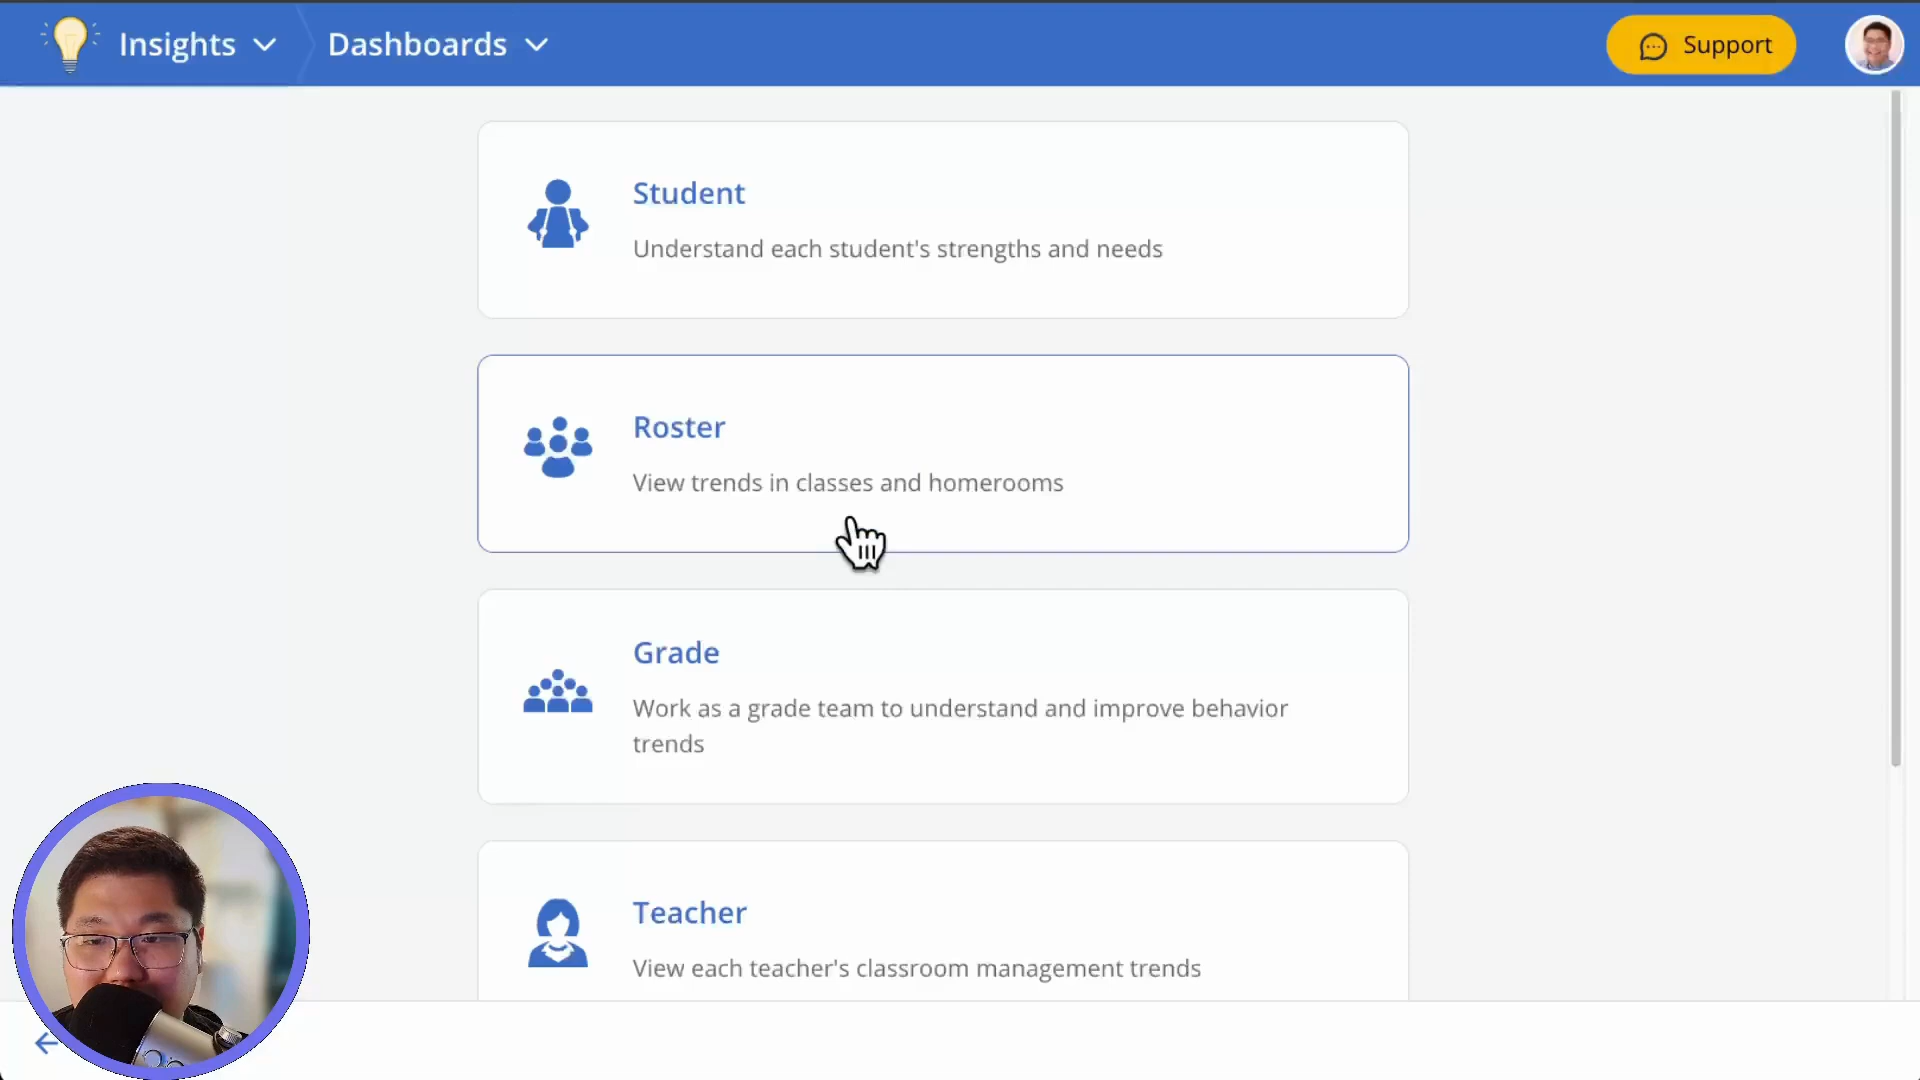 Insights
Dashboards
Support
Student
Understand each student's strengths and needs
Roster
View trends in classes and homerooms
Grade
Work as a grade team to understand and improve behavior
trends
Teacher
View each teacher's classroom management trends